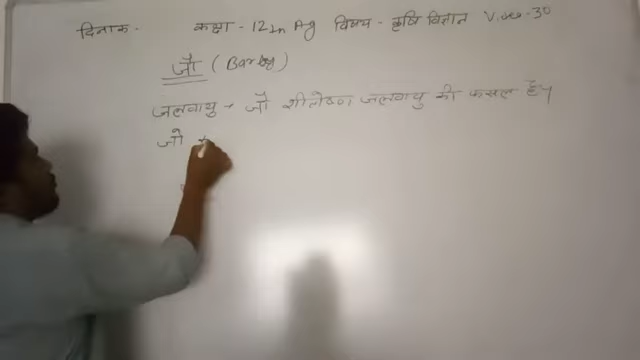 दिनांक - कक्षा - 12th Ag विषय - कृषि विज्ञान V.no - 30
जौ (Barley)
जलवायु - जौ शीतोष्ण जलवायु की फसल है।
जौ